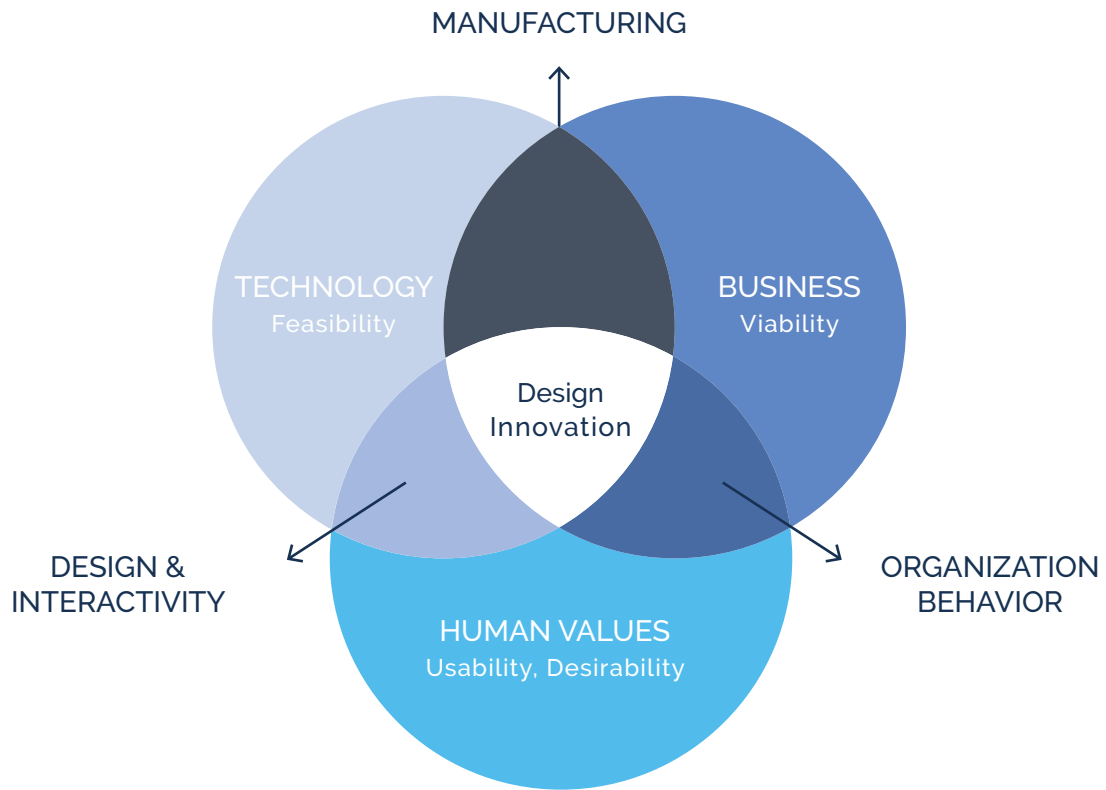 MANUFACTURING
TECHNOLOGY
Feasibility
BUSINESS
Viability
Design
Innovation
DESIGN &
INTERACTIVITY
ORGANIZATION
BEHAVIOR
HUMAN VALUES
Usability, Desirability